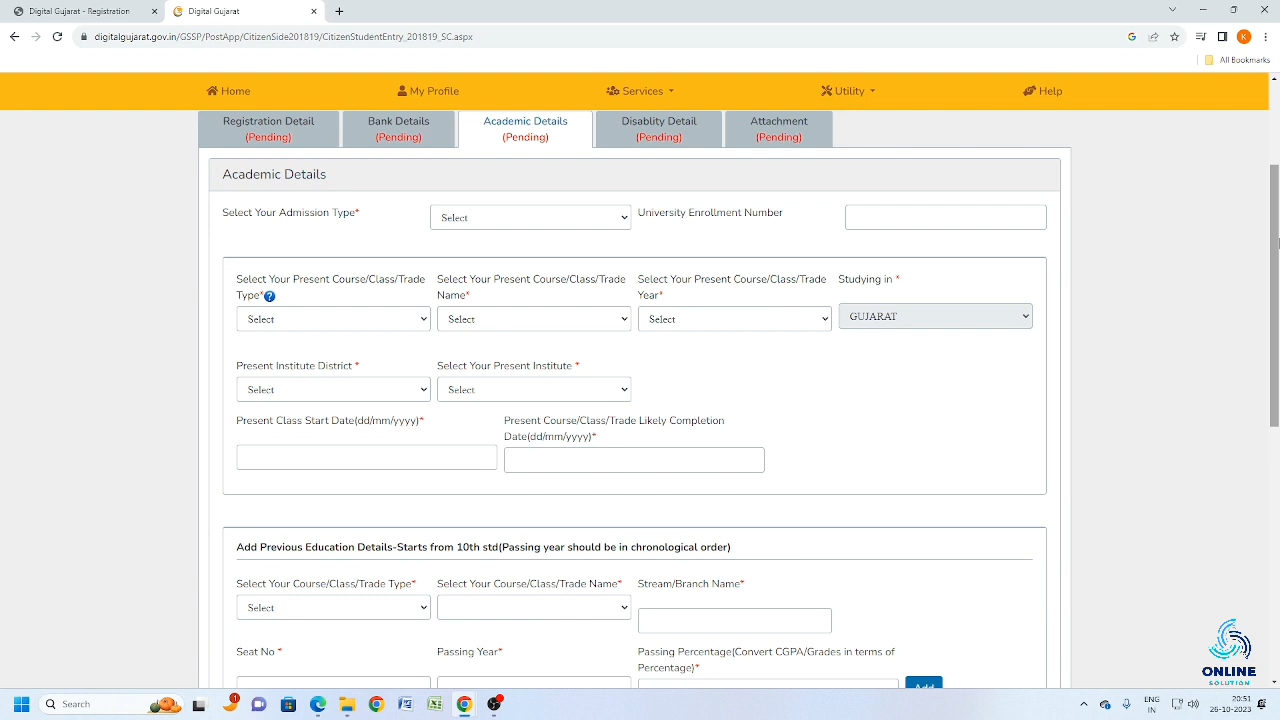 Digital Gujarat - Registration
Digital Gujarat
digitalgujarat.gov.in/GSSP/PostApp/CitizenSide201819/CitizenStudentEntry_201819_SC.aspx
G
K
All Bookmarks
Home
My Profile
Services
Utility
Help
Registration Detail
(Pending)
Bank Details
(Pending)
Academic Details
(Pending)
Disablity Detail
(Pending)
Attachment
(Pending)
Academic Details
Select Your Admission Type*
Select
University Enrollment Number
Select Your Present Course/Class/Trade
Type*
Select
Select Your Present Course/Class/Trade
Name*
Select
Select Your Present Course/Class/Trade
Year*
Select
Studying in *
GUJARAT
Present Institute District *
Select
Select Your Present Institute *
Select
Present Class Start Date(dd/mm/yyyy)*
Present Course/Class/Trade Likely Completion
Date(dd/mm/yyyy)*
Add Previous Education Details-Starts from 10th std(Passing year should be in chronological order)
Select Your Course/Class/Trade Type*
Select
Select Your Course/Class/Trade Name*
Stream/Branch Name*
Seat No *
Passing Year*
Passing Percentage(Convert CGPA/Grades in terms of
Percentage)*
Add
ONLINE
SOLUTION
Search
1
ENG
IN
20:51
26-10-2023